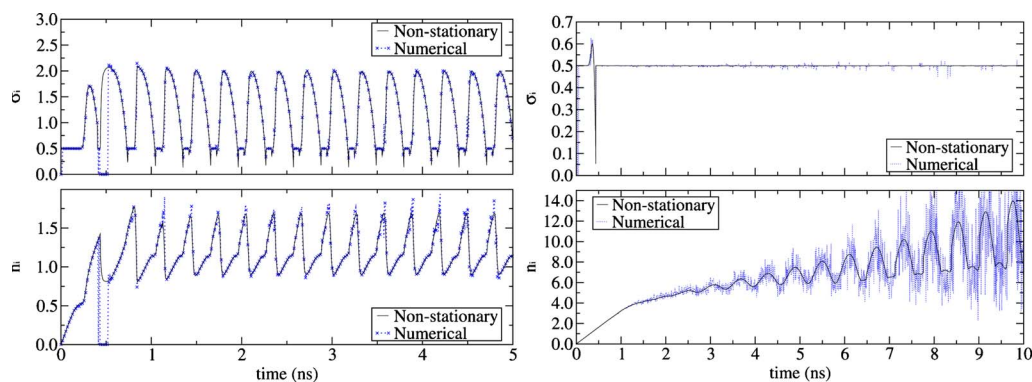 3.0
2.5
2.0
1.5
1.0
0.5
0.0
σi
Non-stationary
Numerical
1.5
1.0
0.5
0.0
ni
Non-stationary
Numerical
0 1 2 3 4 5
time (ns)
0.7
0.6
0.5
0.4
0.3
0.2
0.1
0.0
σi
Non-stationary
Numerical
14.0
12.0
10.0
8.0
6.0
4.0
2.0
0.0
ni
Non-stationary
Numerical
0 1 2 3 4 5 6 7 8 9 10
time (ns)